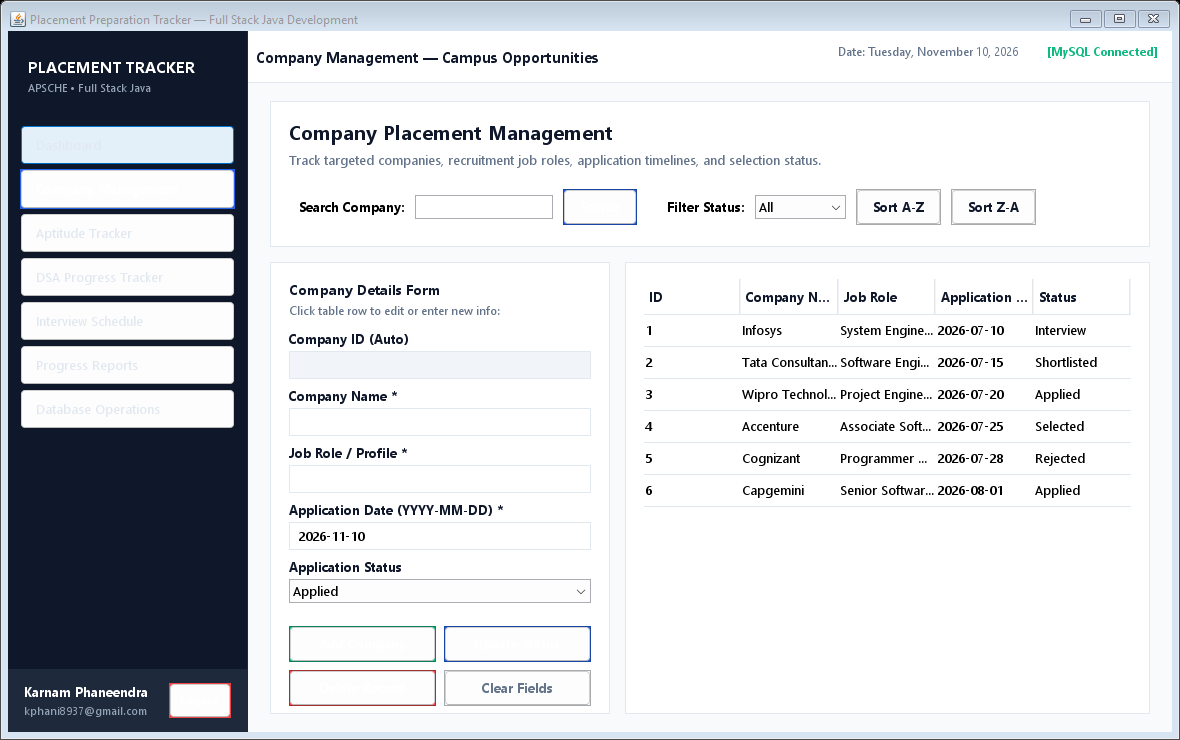 Placement Preparation Tracker — Full Stack Java Development
PLACEMENT TRACKER
APSCHE • Full Stack Java
Dashboard
Aptitude Tracker
DSA Progress Tracker
Interview Schedule
Progress Reports
Database Operations
Karnam Phaneendra
kphani8937@gmail.com
Company Management — Campus Opportunities
Date: Tuesday, November 10, 2026 [MySQL Connected]
Company Placement Management
Track targeted companies, recruitment job roles, application timelines, and selection status.
Search Company: Filter Status: All Sort A-Z Sort Z-A
Company Details Form
Click table row to edit or enter new info:
Company ID (Auto)
Company Name *
Job Role / Profile *
Application Date (YYYY-MM-DD) *
2026-11-10
Application Status
Applied
Clear Fields
ID Company N... Job Role Application ... Status
1 Infosys System Engine... 2026-07-10 Interview
2 Tata Consultan... Software Engi... 2026-07-15 Shortlisted
3 Wipro Technol... Project Engine... 2026-07-20 Applied
4 Accenture Associate Soft... 2026-07-25 Selected
5 Cognizant Programmer ... 2026-07-28 Rejected
6 Capgemini Senior Softwar... 2026-08-01 Applied